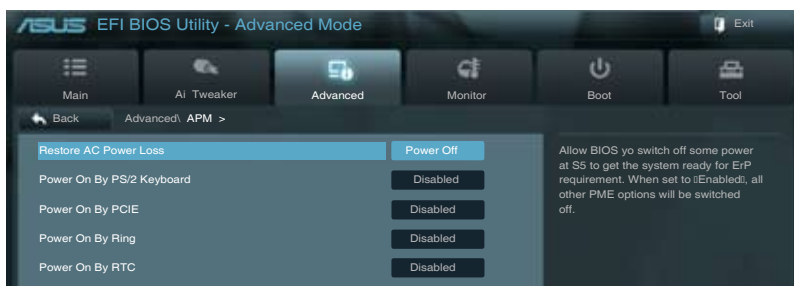 ASUS EFI BIOS Utility - Advanced Mode
Exit
Main
Ai Tweaker
Advanced
Monitor
Boot
Tool
Back
Advanced\ APM >
Restore AC Power Loss Power Off
Power On By PS/2 Keyboard Disabled
Power On By PCIE Disabled
Power On By Ring Disabled
Power On By RTC Disabled
Allow BIOS yo switch off some power
at S5 to get the system ready for ErP
requirement. When set to ▯Enabled▯, all
other PME options will be switched
off.